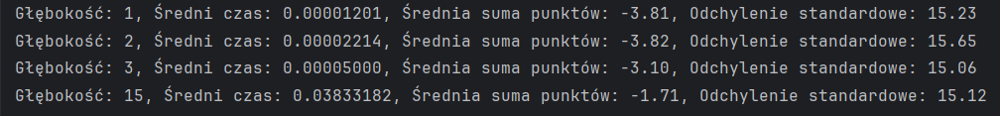 Głębokość: 1, Średni czas: 0.00001201, Średnia suma punktów: -3.81, Odchylenie standardowe: 15.23
Głębokość: 2, Średni czas: 0.00002214, Średnia suma punktów: -3.82, Odchylenie standardowe: 15.65
Głębokość: 3, Średni czas: 0.00005000, Średnia suma punktów: -3.10, Odchylenie standardowe: 15.06
Głębokość: 15, Średni czas: 0.03833182, Średnia suma punktów: -1.71, Odchylenie standardowe: 15.12